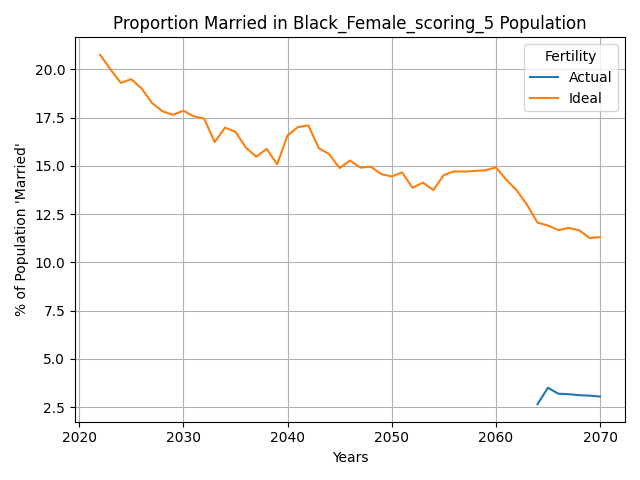 Proportion Married in Black_Female_scoring_5 Population
Fertility
Actual
Ideal
% of Population 'Married'
20.0
17.5
15.0
12.5
10.0
7.5
5.0
2.5
2020 2030 2040 2050 2060 2070
Years